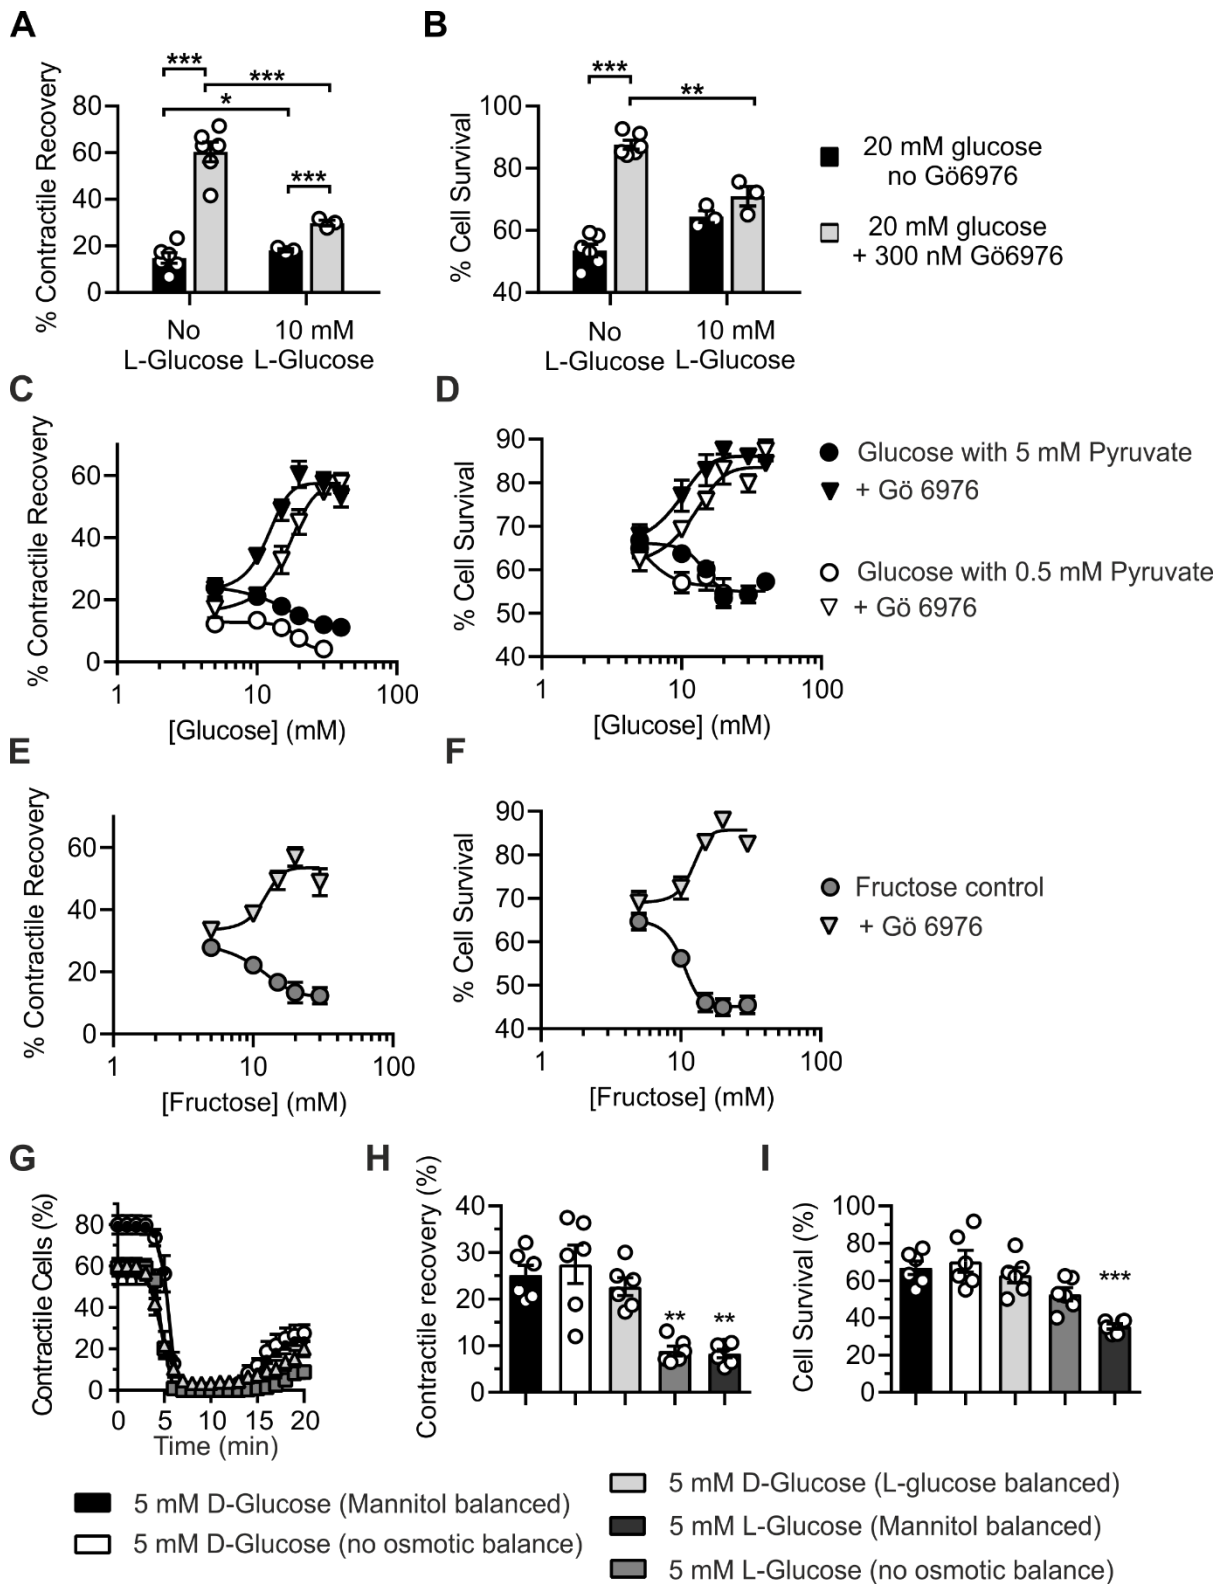 A
B
% Contractile Recovery
80
60
40
20
0
***
***
*
***
No
L-Glucose
10 mM
L-Glucose
% Cell Survival
100
80
60
40
***
**
No
L-Glucose
10 mM
L-Glucose
20 mM glucose
no Gö6976
20 mM glucose
+ 300 nM Gö6976
C
D
% Contractile Recovery
60
40
20
0
1
10
100
[Glucose] (mM)
% Cell Survival
90
80
70
60
50
40
1
10
100
[Glucose] (mM)
Glucose with 5 mM Pyruvate
+ Gö 6976
Glucose with 0.5 mM Pyruvate
+ Gö 6976
E
F
% Contractile Recovery
60
40
20
0
1
10
100
[Fructose] (mM)
% Cell Survival
90
80
70
60
50
40
1
10
100
[Fructose] (mM)
Fructose control
+ Gö 6976
G
H
I
Contractile Cells (%)
80
60
40
20
0
0
5
10
15
20
Time (min)
Contractile recovery (%)
40
30
20
10
0
**
**
Cell Survival (%)
100
80
60
40
20
0
***
5 mM D-Glucose (Mannitol balanced)
5 mM D-Glucose (no osmotic balance)
5 mM D-Glucose (L-glucose balanced)
5 mM L-Glucose (Mannitol balanced)
5 mM L-Glucose (no osmotic balance)